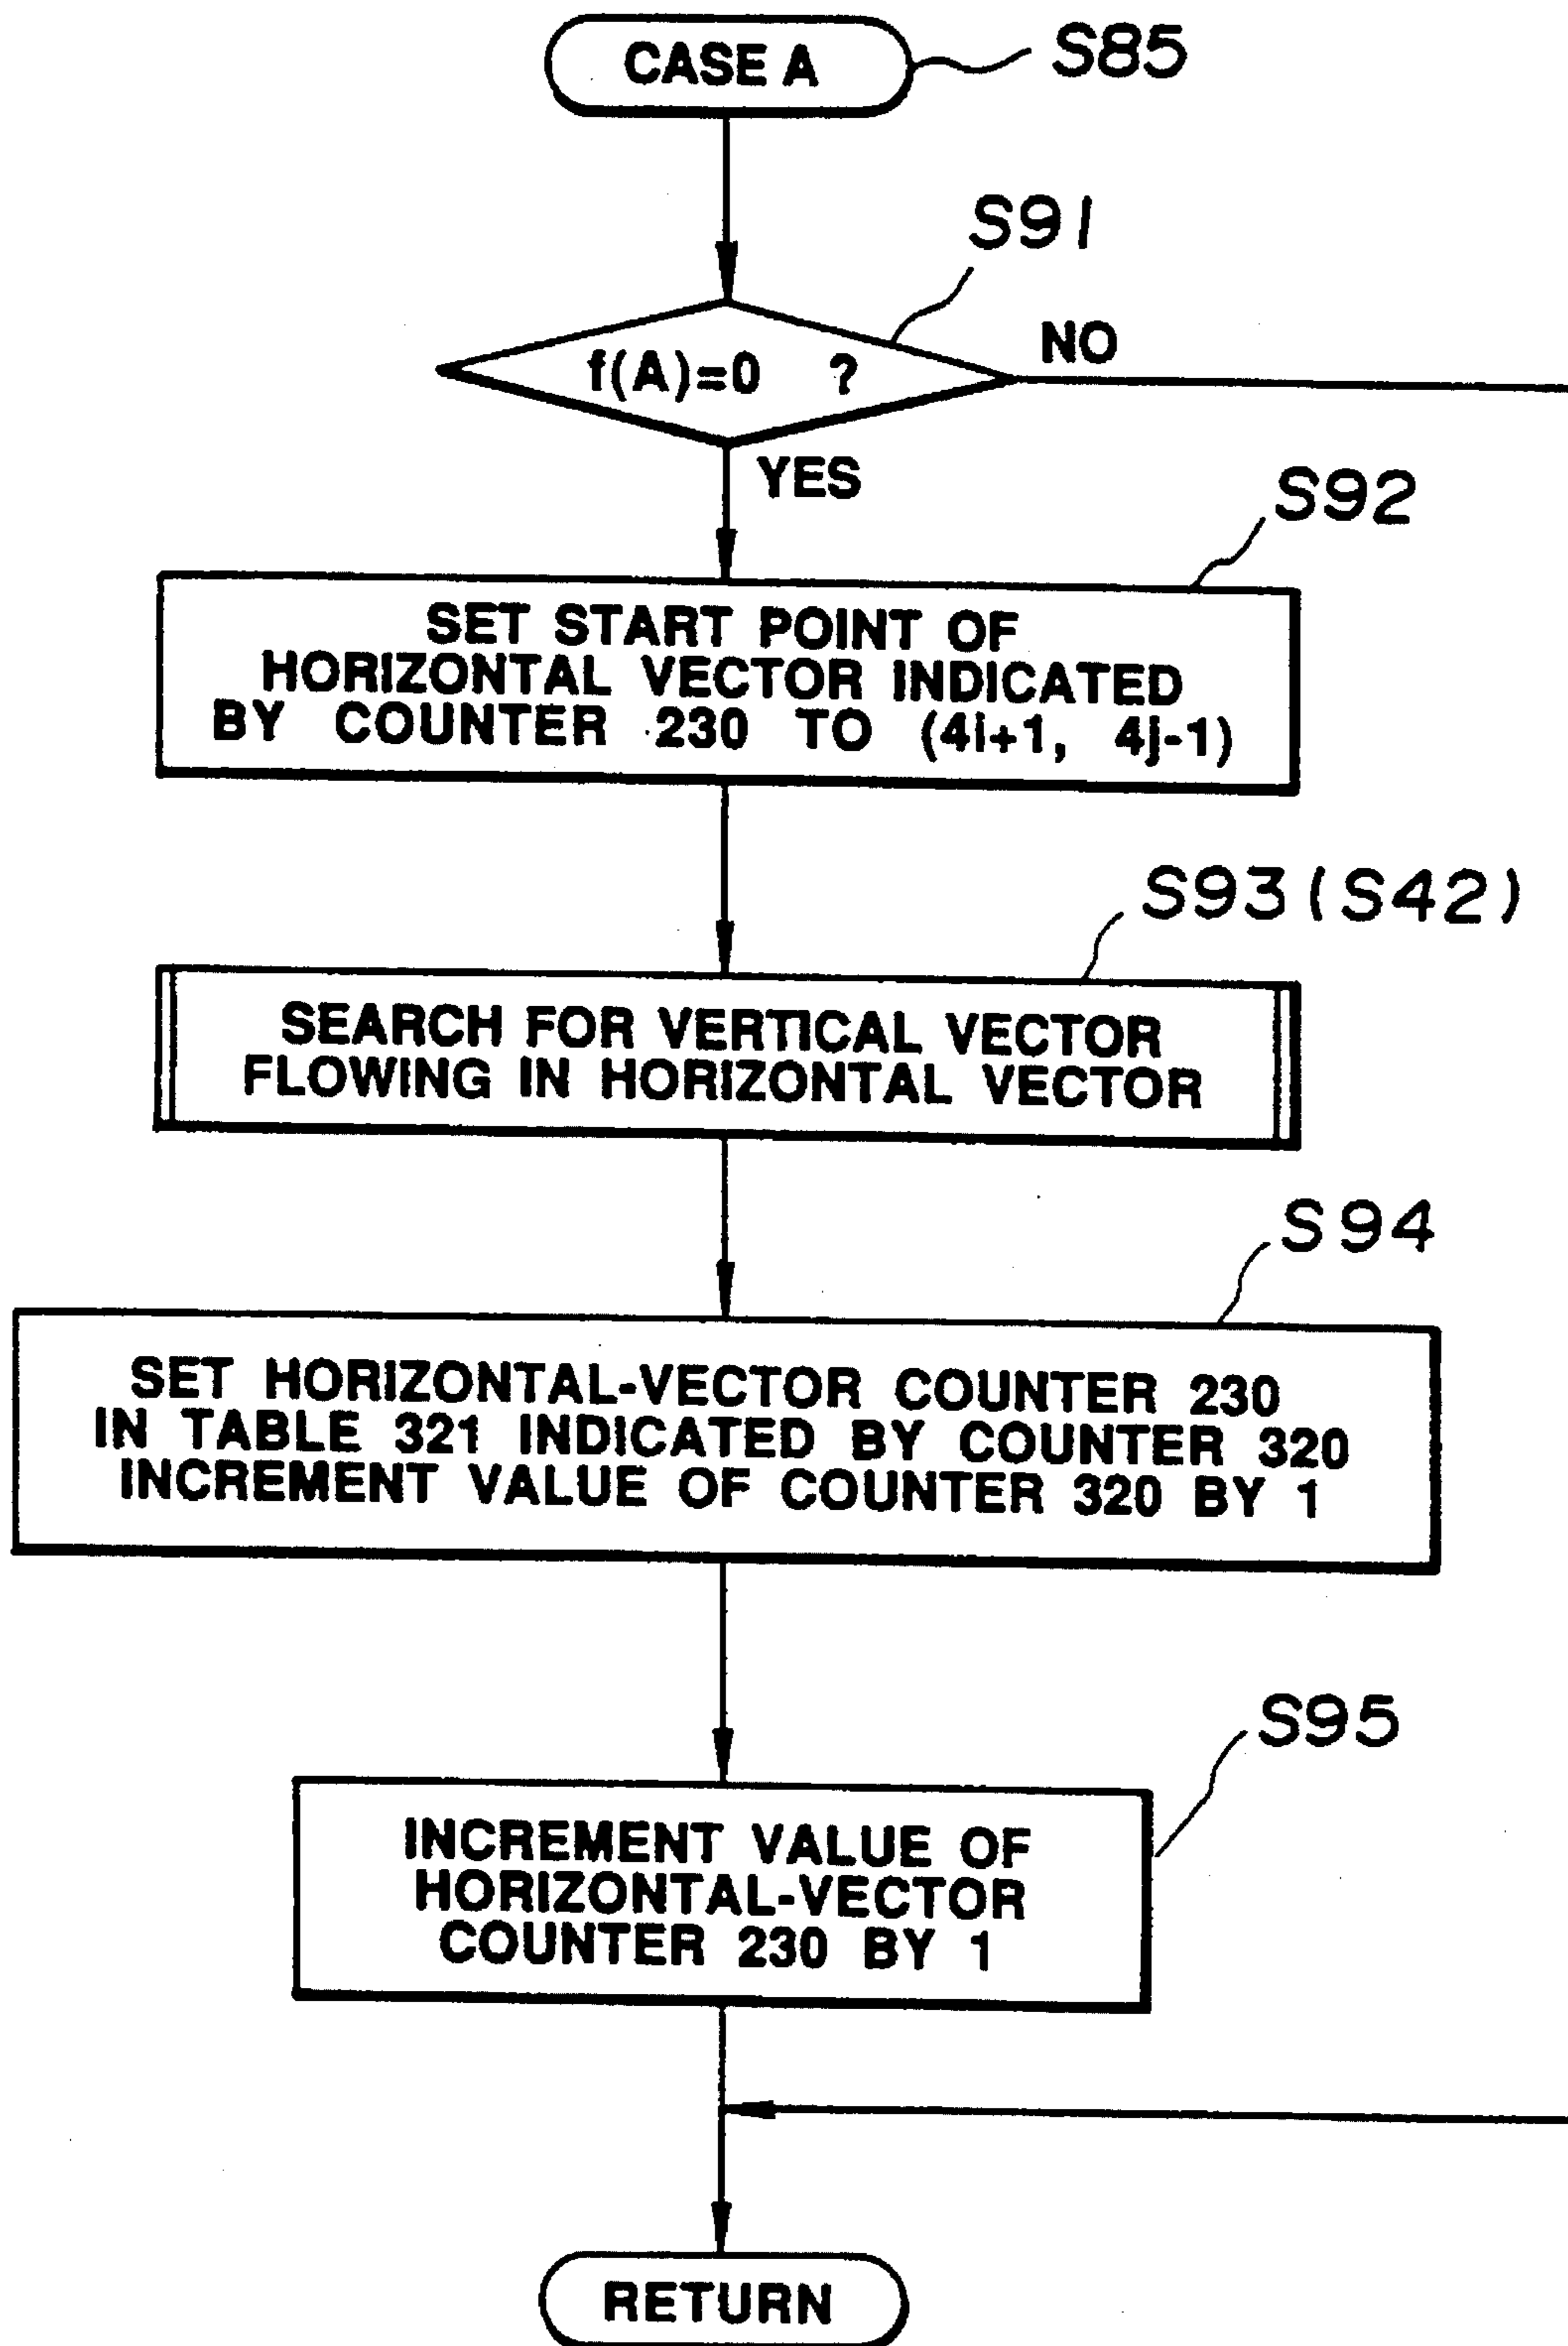 CASE A
S85
S91
f(A)=0 ?
NO
YES
S92
SET START POINT OF
HORIZONTAL VECTOR INDICATED
BY COUNTER 230 TO (4i+1, 4j-1)
S93(S42)
SEARCH FOR VERTICAL VECTOR
FLOWING IN HORIZONTAL VECTOR
S94
SET HORIZONTAL-VECTOR COUNTER 230
IN TABLE 321 INDICATED BY COUNTER 320
INCREMENT VALUE OF COUNTER 320 BY 1
S95
INCREMENT VALUE OF
HORIZONTAL-VECTOR
COUNTER 230 BY 1
RETURN